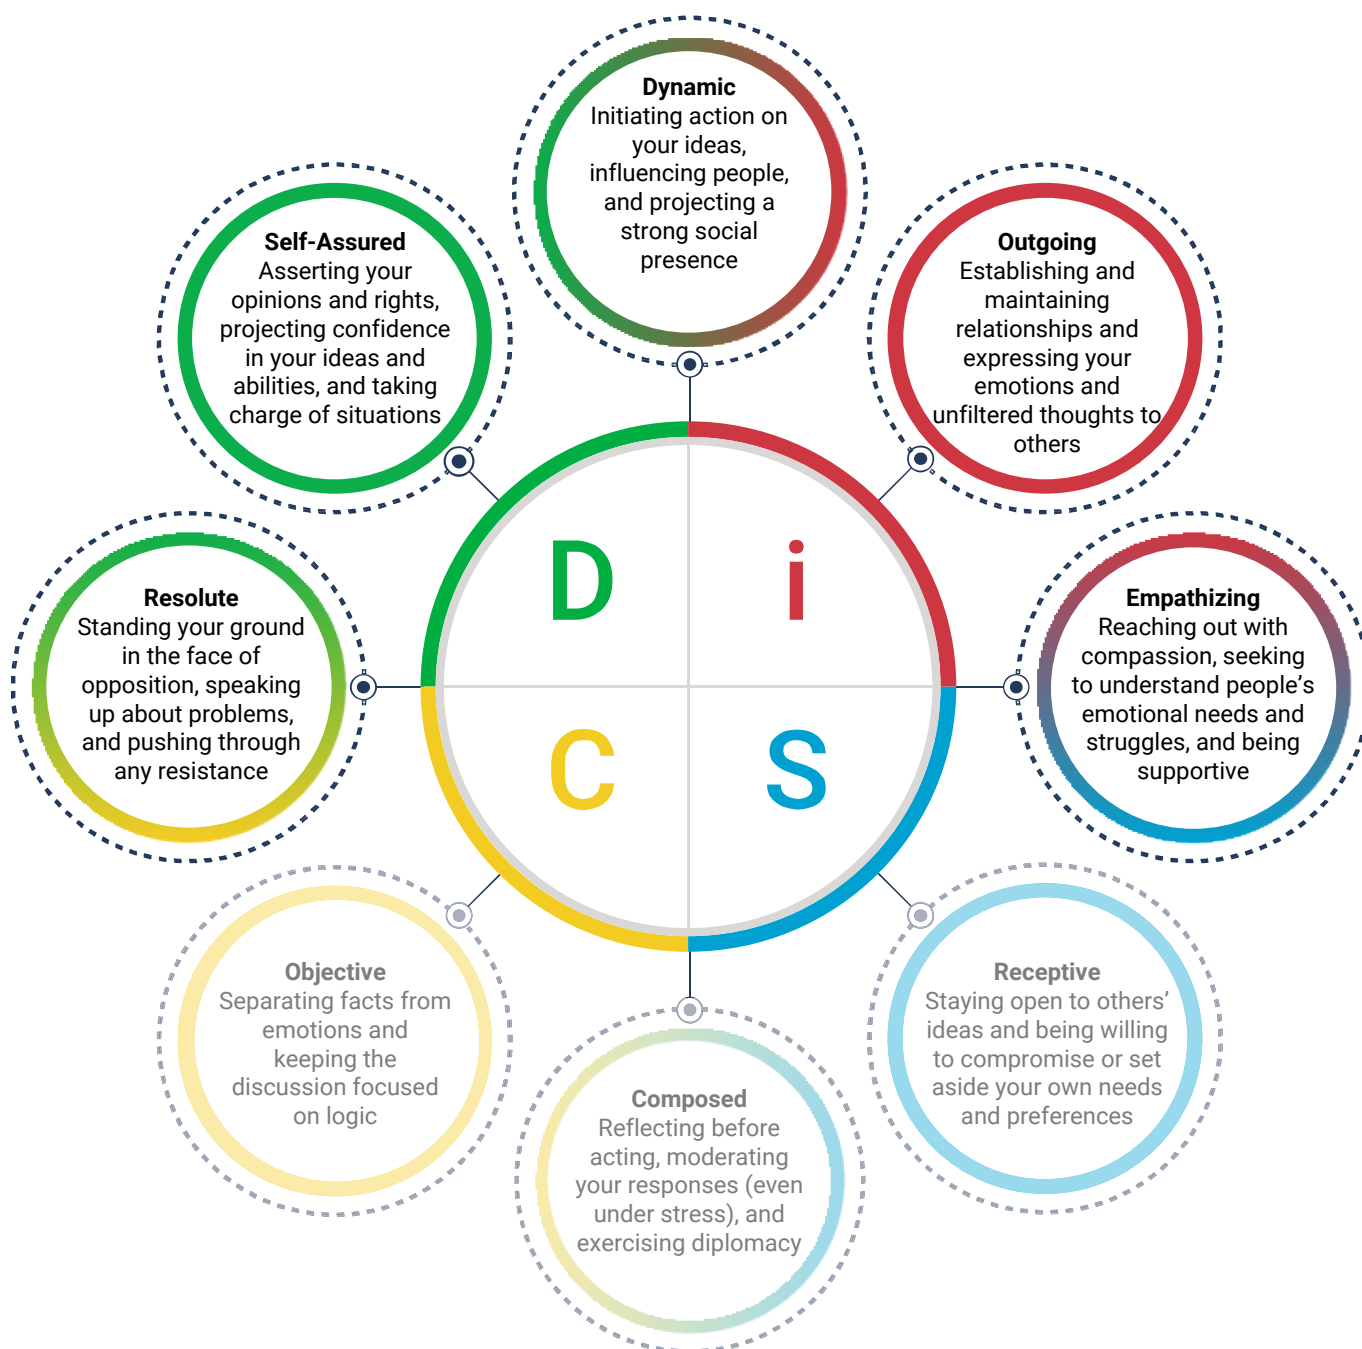 Dynamic
Initiating action on
your ideas,
influencing people,
and projecting a
strong social
presence
Self-Assured
Asserting your
opinions and rights,
projecting confidence
in your ideas and
abilities, and taking
charge of situations
Outgoing
Establishing and
maintaining
relationships and
expressing your
emotions and
unfiltered thoughts to
others
Resolute
Standing your ground
in the face of
opposition, speaking
up about problems,
and pushing through
any resistance
D
i
C
S
Empathizing
Reaching out with
compassion, seeking
to understand people’s
emotional needs and
struggles, and being
supportive
Objective
Separating facts from
emotions and
keeping the
discussion focused
on logic
Composed
Reflecting before
acting, moderating
your responses (even
under stress), and
exercising diplomacy
Receptive
Staying open to others’
ideas and being willing
to compromise or set
aside your own needs
and preferences